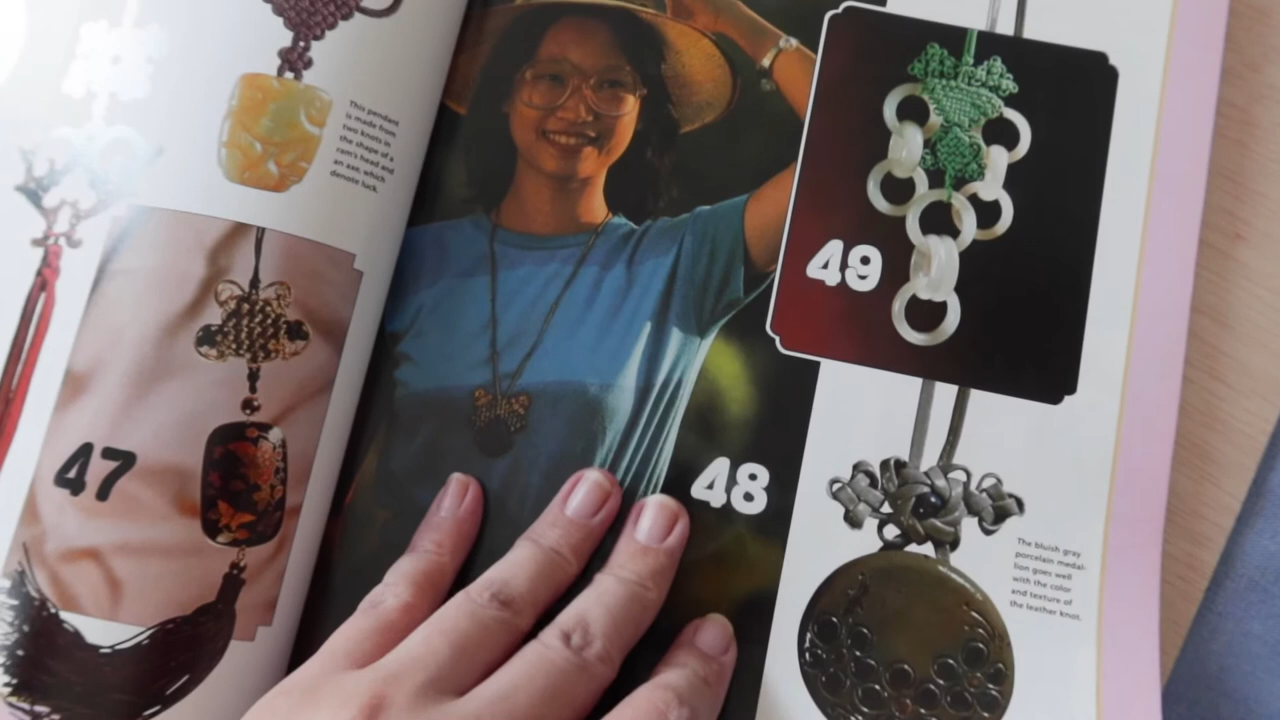 This pendant
is made from
two knots in
the shape of a
ram's head and
an axe, which
denote luck.
47
48
49
The bluish gray
porcelain medal-
lion goes well
with the color
and texture of
the leather knot.